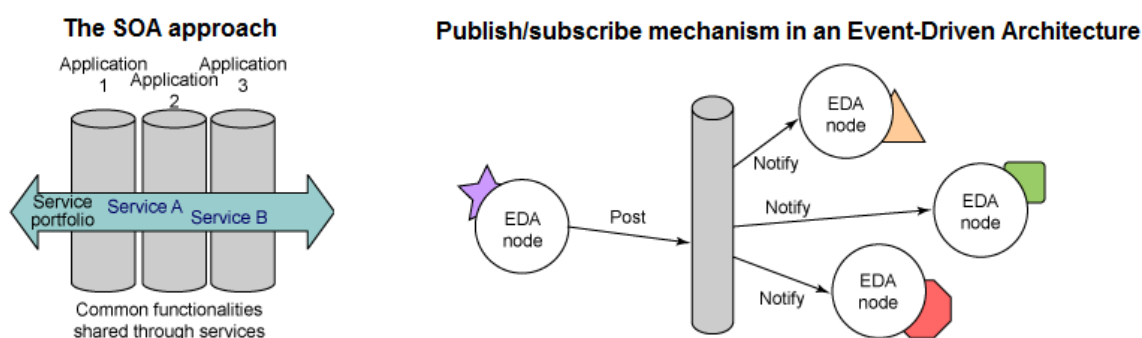 The SOA approach
Application
1
Application
2
Application
3
Service
portfolio
Service A
Service B
Common functionalities
shared through services
Publish/subscribe mechanism in an Event-Driven Architecture
EDA
node
Post
Notify
EDA
node
Notify
EDA
node
Notify
EDA
node